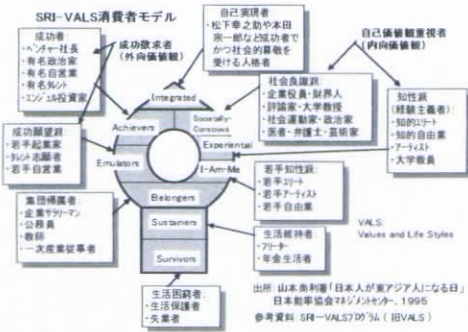 SRI-VALS消費者モデル
成功者:
・ベンチャー社長
・有名政治家
・有名自営業
・有名タレント
・エンジェル投資家
成功欲求者
(外向価値観)
自己実現者
・松下幸之助や本田
宗一郎など成功者で
かつ社会的尊敬を
受ける人格者
自己価値観重視者
(内向価値観)
社会良識派:
・企業役員・財界人
・評論家・大学教授
・社会運動家・政治家
・医者・弁護士・芸術家
知性派
(経験主義者):
・知的エリート
・知的自由業
・アーティスト
・大学教員
成功願望派:
・若手起業家
・タレント志願者
・若手自営業
Integrated
Achievers
Societally-
Conscious
Experiential
Emulators
I-Am-Me
Belongers
Sustainers
Survivors
若手知性派:
・若手エリート
・若手アーティスト
・若手自由業
集団帰属者:
・企業サラリーマン
・公務員
・教師
・一次産業従事者
生活維持者:
・フリーター
・年金生活者
生活困窮者:
・生活保護者
・失業者
VALS:
Values and Life Styles
出所:山本尚利「日本人が東アジア人になる日」
日本能率協会マネジメントセンター、1995
参考資料:SRI-VALSプログラム(旧VALS)